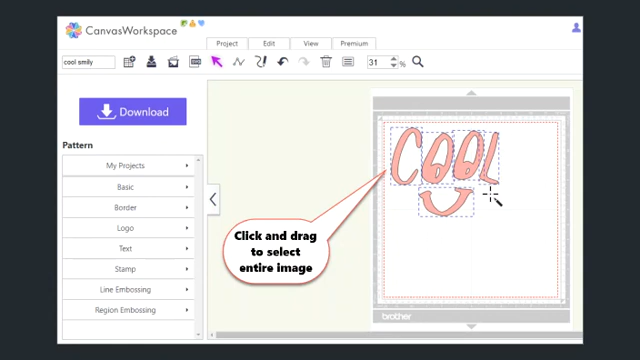 CanvasWorkspace
Project Edit View Premium
cool smily
31 %
Download
Pattern
My Projects
Basic
Border
Logo
Text
Stamp
Line Embossing
Region Embossing
COOL
Click and drag
to select
entire image
brother